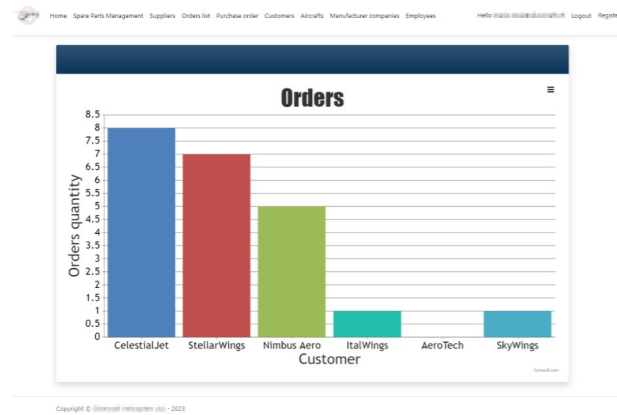 Home Spare Parts Management Suppliers Orders list Purchase order Customers Aircrafts Manufacturer companies Employees Hello Logout Registe
Orders
8.5
8
7.5
7
6.5
6
5.5
5
4.5
4
3.5
3
2.5
2
1.5
1
0.5
0
Orders quantity
CelestialJet StellarWings Nimbus Aero ItalWings AeroTech SkyWings
Customer
CanvasJS.com
Copyright © - 2023